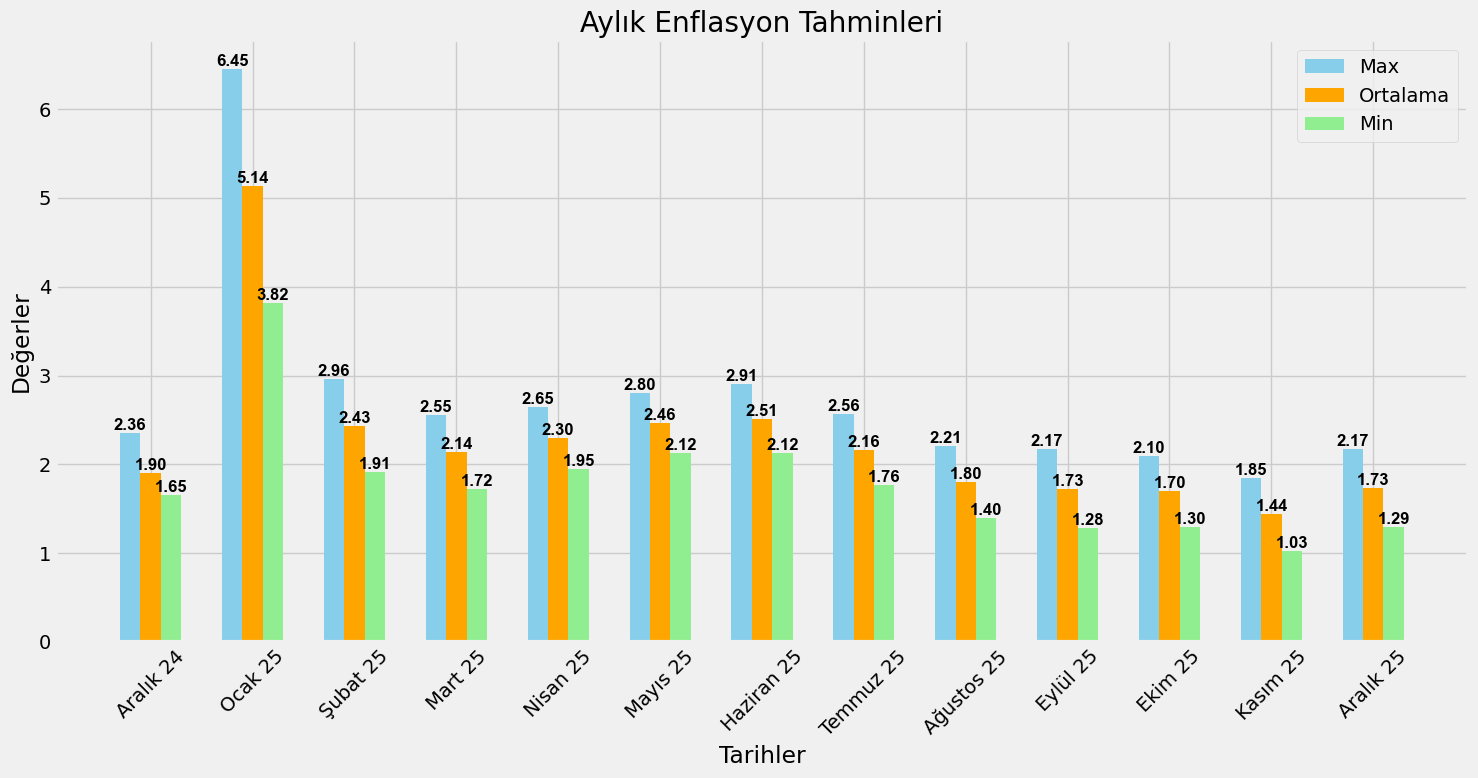 Aylık Enflasyon Tahminleri
Max
Ortalama
Min
Değerler
6
5
4
3
2
1
0
2.36
1.90
1.65
6.45
5.14
3.82
2.96
2.43
1.91
2.55
2.14
1.72
2.65
2.30
1.95
2.80
2.46
2.12
2.91
2.51
2.12
2.56
2.16
1.76
2.21
1.80
1.40
2.17
1.73
1.28
2.10
1.70
1.30
1.85
1.44
1.03
2.17
1.73
1.29
Aralık 24
Ocak 25
Şubat 25
Mart 25
Nisan 25
Mayıs 25
Haziran 25
Temmuz 25
Ağustos 25
Eylül 25
Ekim 25
Kasım 25
Aralık 25
Tarihler